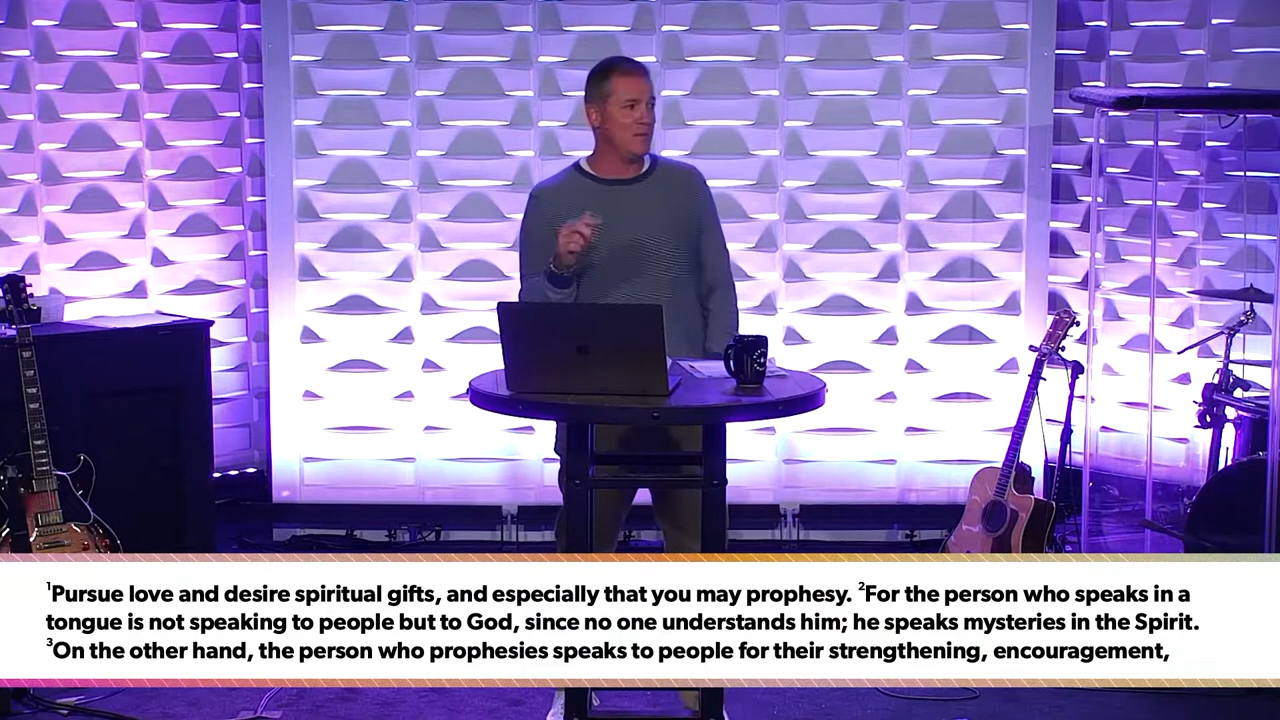 ¹Pursue love and desire spiritual gifts, and especially that you may prophesy. ²For the person who speaks in a
tongue is not speaking to people but to God, since no one understands him; he speaks mysteries in the Spirit.
³On the other hand, the person who prophesies speaks to people for their strengthening, encouragement,